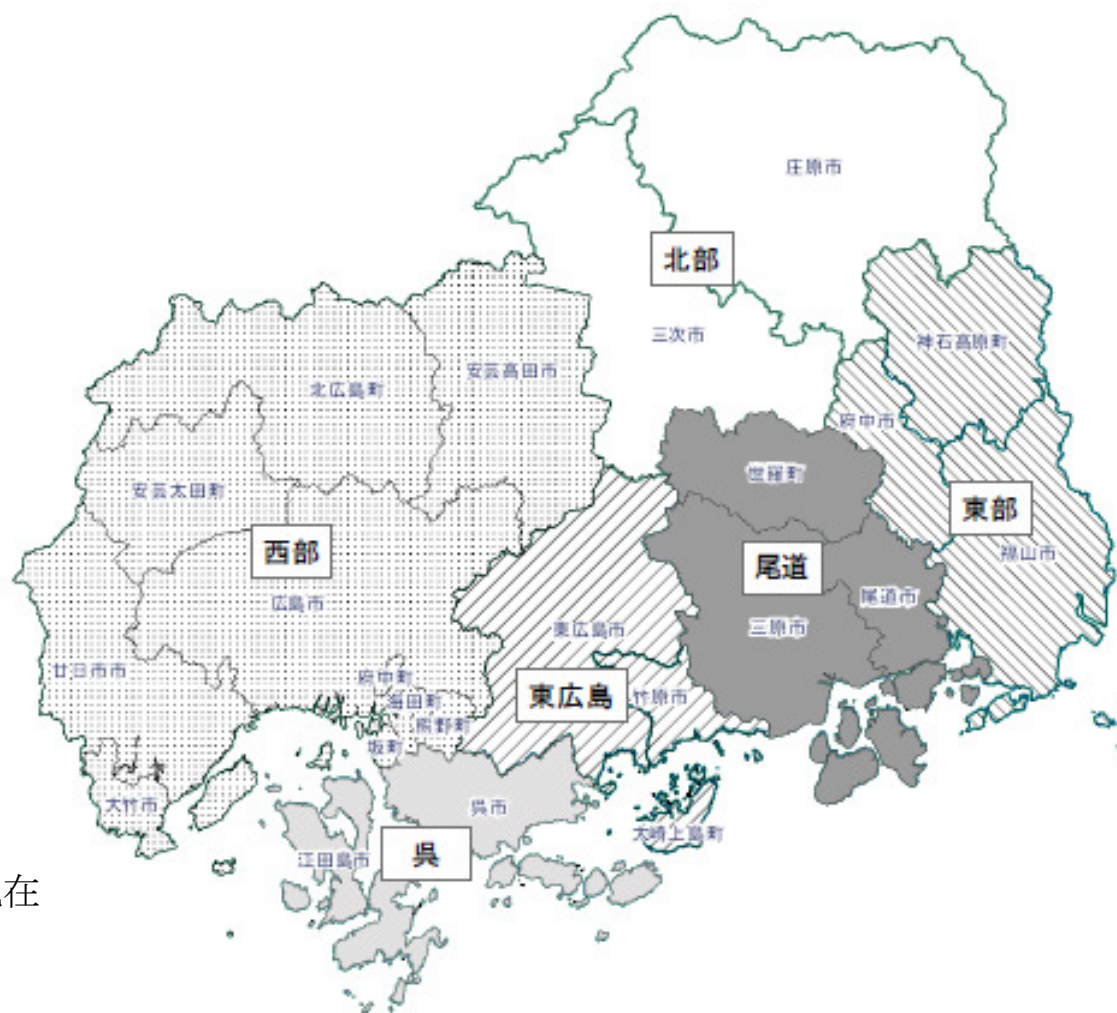 庄原市
北部
三次市
神石高原町
安芸高田市
北広島町
府中市
世羅町
安芸太田町
東部
西部
尾道
福山市
広島市
尾道市
東広島市
三原市
廿日市市
府中町
東広島
竹原市
海田町
熊野町
坂町
大竹市
呉市
大崎上島町
江田島市
呉
在